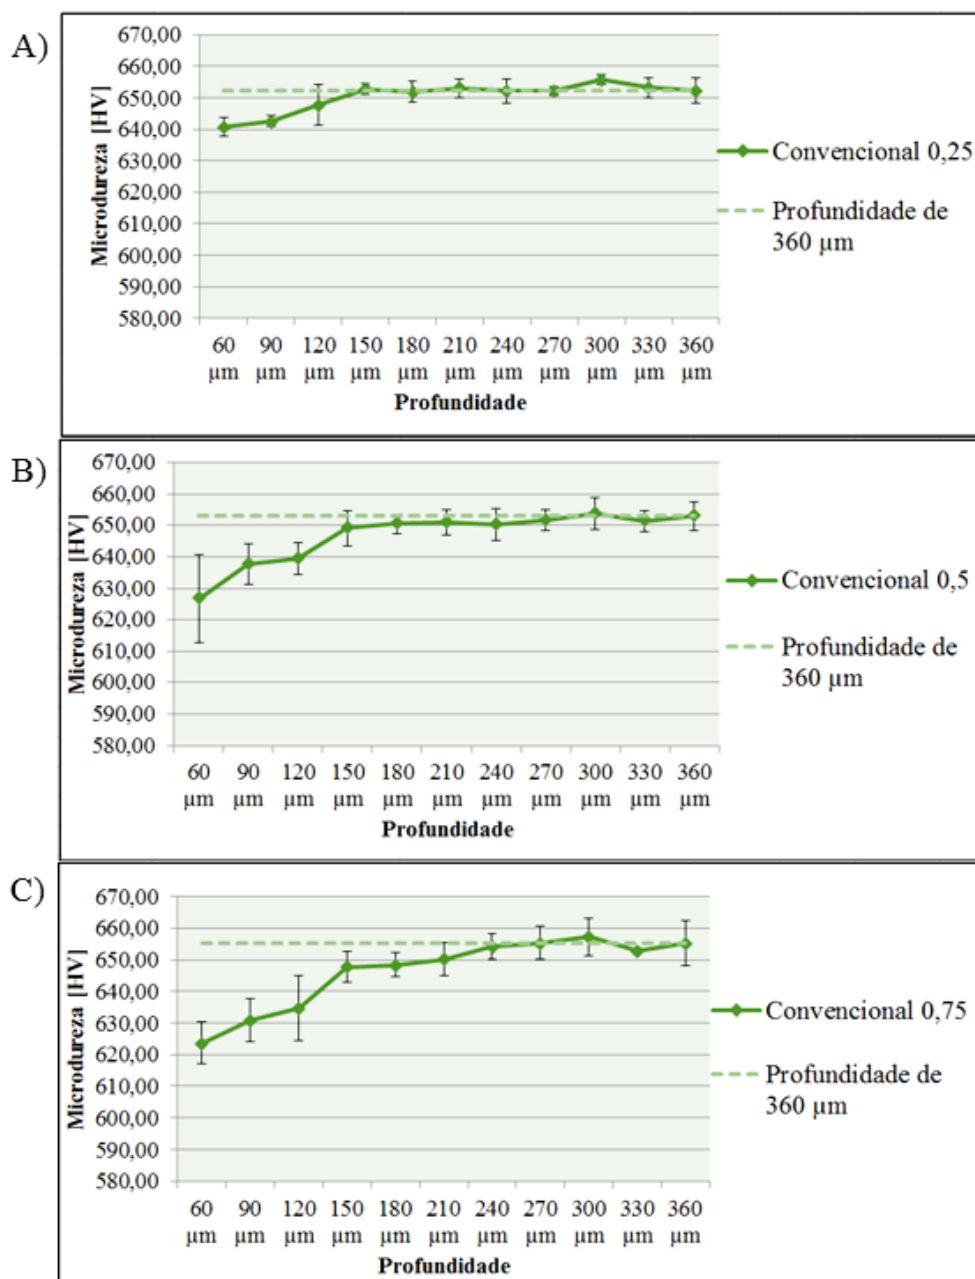 A)
670,00
660,00
650,00
640,00
630,00
620,00
610,00
600,00
590,00
580,00
Microdureza [HV]
60 90 120 150 180 210 240 270 300 330 360
µm µm µm µm µm µm µm µm µm µm µm
Profundidade
Convencional 0,25
Profundidade de
360 µm
B)
670,00
660,00
650,00
640,00
630,00
620,00
610,00
600,00
590,00
580,00
Microdureza [HV]
60 90 120 150 180 210 240 270 300 330 360
µm µm µm µm µm µm µm µm µm µm µm
Profundidade
Convencional 0,5
Profundidade de
360 µm
C)
670,00
660,00
650,00
640,00
630,00
620,00
610,00
600,00
590,00
580,00
Microdureza [HV]
60 90 120 150 180 210 240 270 300 330 360
µm µm µm µm µm µm µm µm µm µm µm
Profundidade
Convencional 0,75
Profundidade de
360 µm